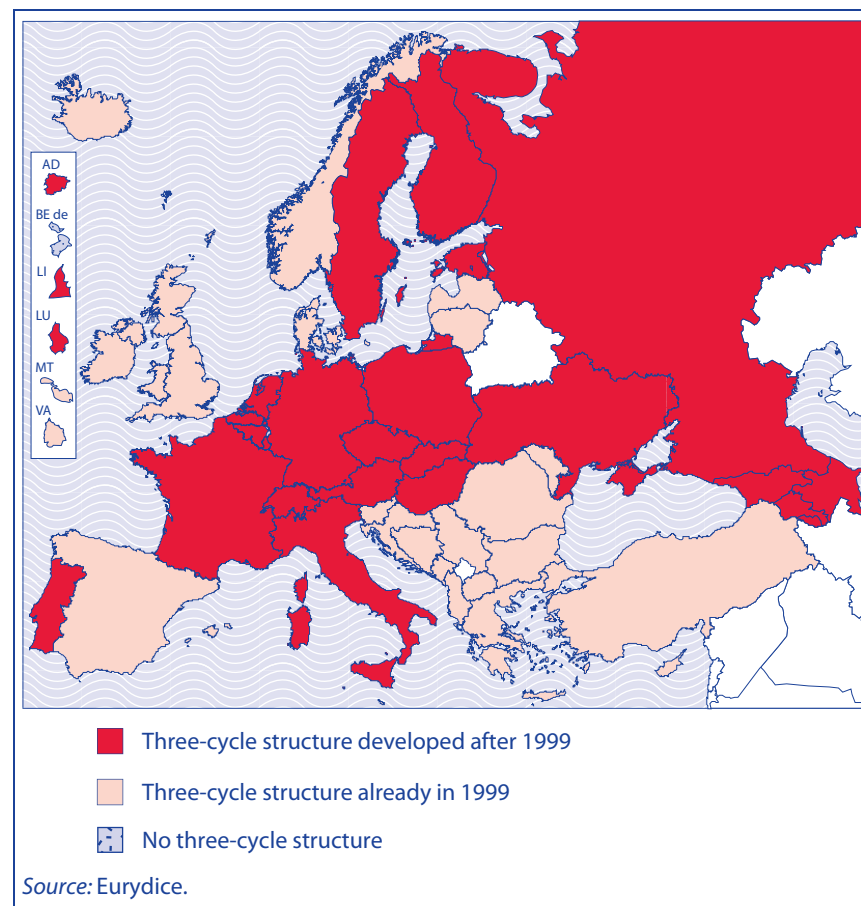 AD
BE de
LI
LU
MT
VA
Three-cycle structure developed after 1999
Three-cycle structure already in 1999
No three-cycle structure
Source: Eurydice.